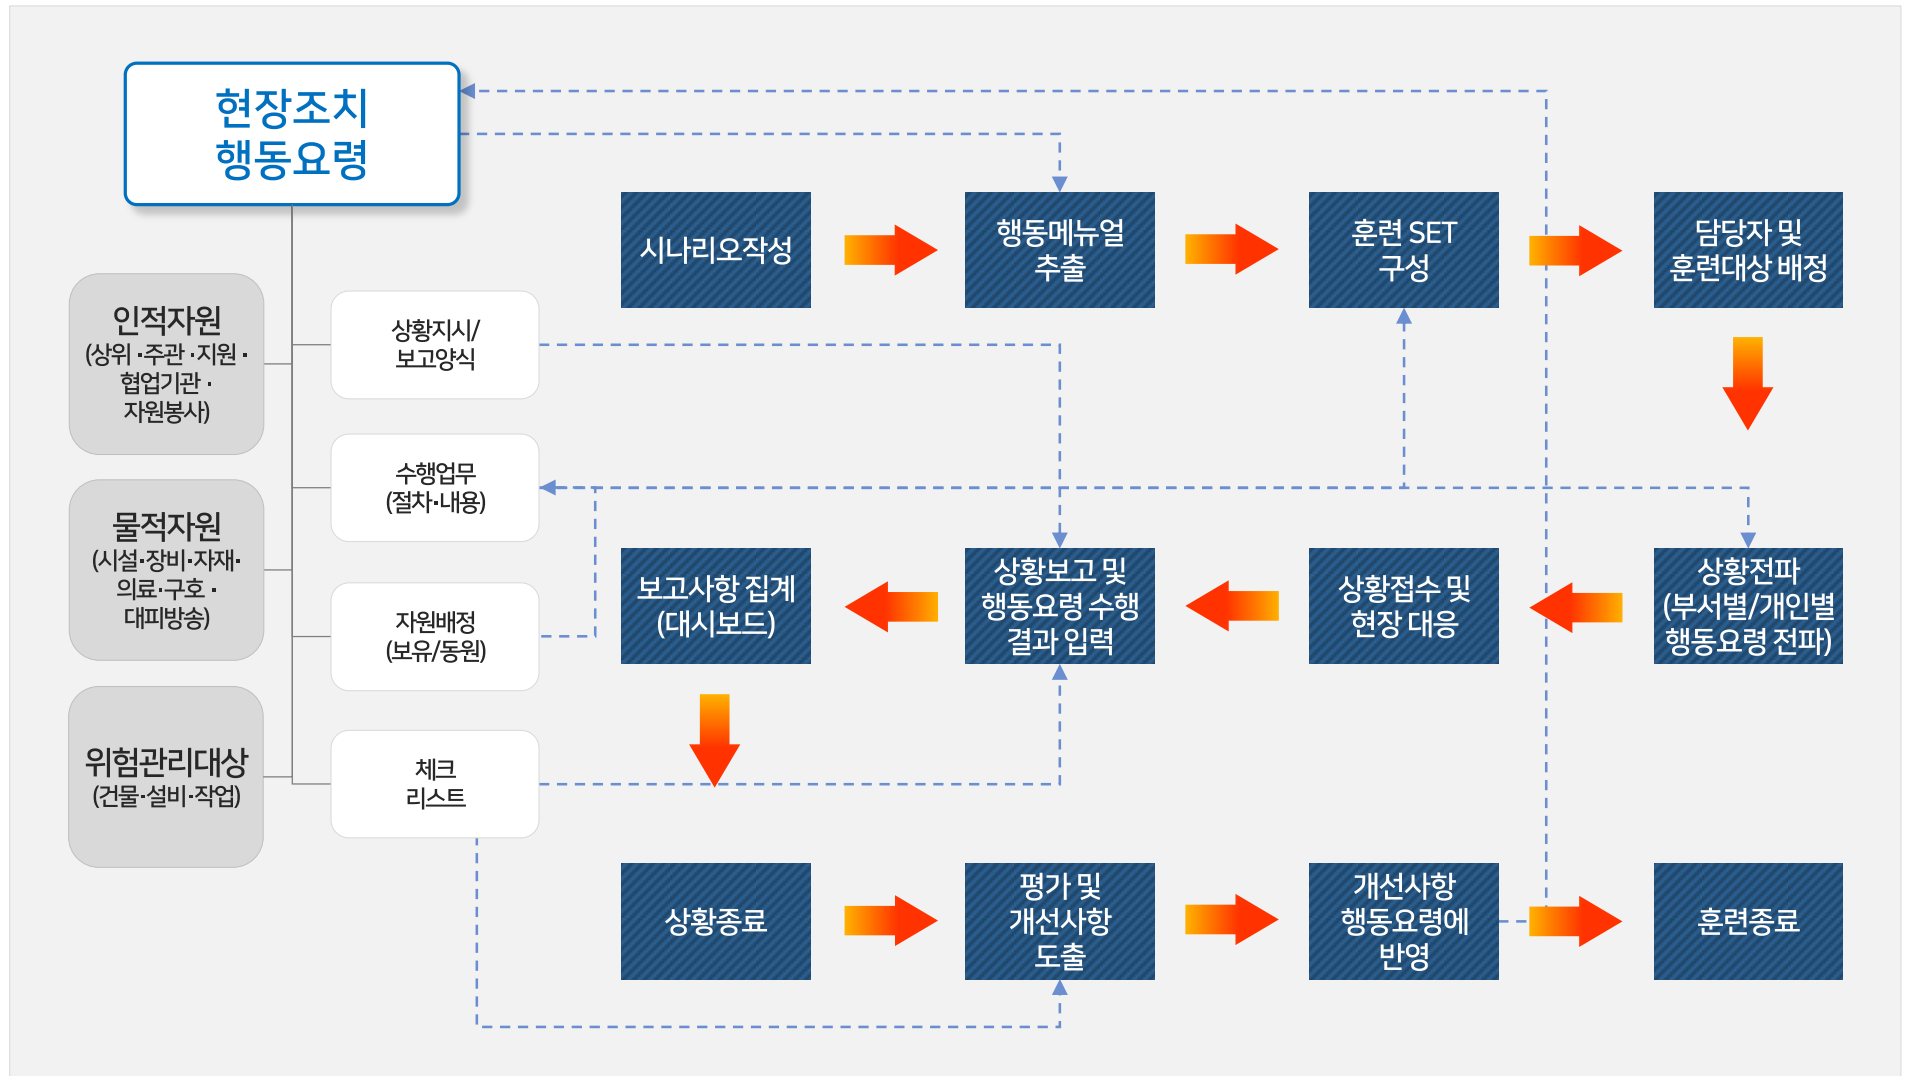 현장조치
행동요령
시나리오작성
행동메뉴얼
추출
훈련 SET
구성
담당자 및
훈련대상 배정
인적자원
(상위 ·주관 ·지원 ·
협업기관 ·
자원봉사)
상황지시/
보고양식
수행업무
(절차·내용)
물적자원
(시설·장비·자재·
의료·구호 ·
대피방송)
자원배정
(보유/동원)
보고사항 집계
(대시보드)
상황보고 및
행동요령 수행
결과 입력
상황접수 및
현장 대응
상황전파
(부서별/개인별
행동요령 전파)
위험관리대상
(건물·설비·작업)
체크
리스트
상황종료
평가 및
개선사항
도출
개선사항
행동요령에
반영
훈련종료